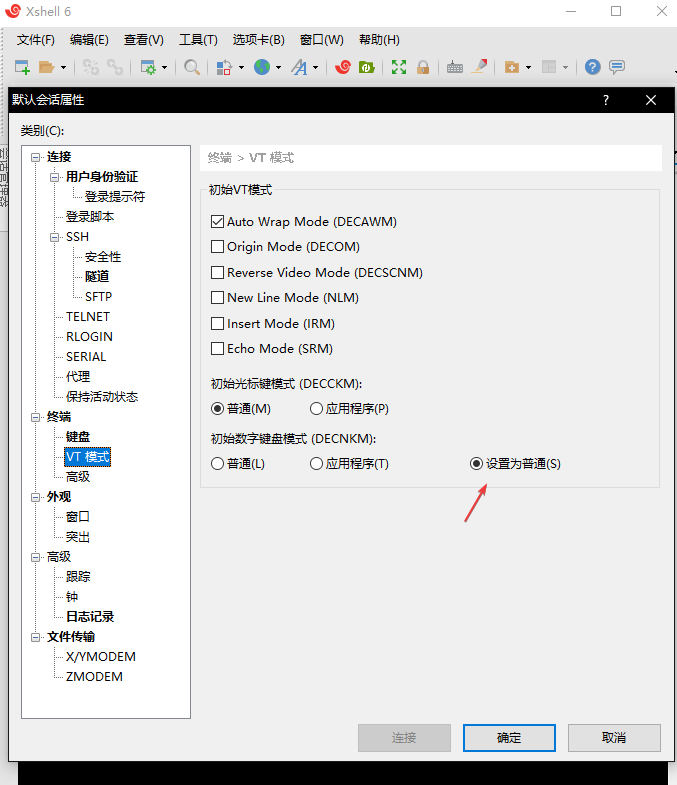 Xshell 6
文件(F) 编辑(E) 查看(V) 工具(T) 选项卡(B) 窗口(W) 帮助(H)
默认会话属性
类别(C):
连接
用户身份验证
登录提示符
登录脚本
SSH
安全性
隧道
SFTP
TELNET
RLOGIN
SERIAL
代理
保持活动状态
终端
键盘
VT 模式
高级
外观
窗口
突出
高级
跟踪
钟
日志记录
文件传输
X/YMODEM
ZMODEM
终端 > VT 模式
初始VT模式
Auto Wrap Mode (DECAWM)
Origin Mode (DECOM)
Reverse Video Mode (DECSCNM)
New Line Mode (NLM)
Insert Mode (IRM)
Echo Mode (SRM)
初始光标键模式 (DECCKM):
普通(M) 应用程序(P)
初始数字键盘模式 (DECNKM):
普通(L) 应用程序(T) 设置为普通(S)
连接 确定 取消